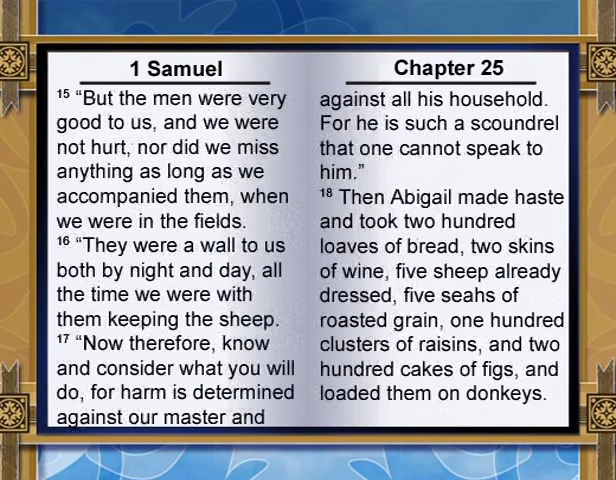 1 Samuel
15 “But the men were very
good to us, and we were
not hurt, nor did we miss
anything as long as we
accompanied them, when
we were in the fields.
16 “They were a wall to us
both by night and day, all
the time we were with
them keeping the sheep.
17 “Now therefore, know
and consider what you will
do, for harm is determined
against our master and
Chapter 25
against all his household.
For he is such a scoundrel
that one cannot speak to
him.”
18 Then Abigail made haste
and took two hundred
loaves of bread, two skins
of wine, five sheep already
dressed, five seahs of
roasted grain, one hundred
clusters of raisins, and two
hundred cakes of figs, and
loaded them on donkeys.